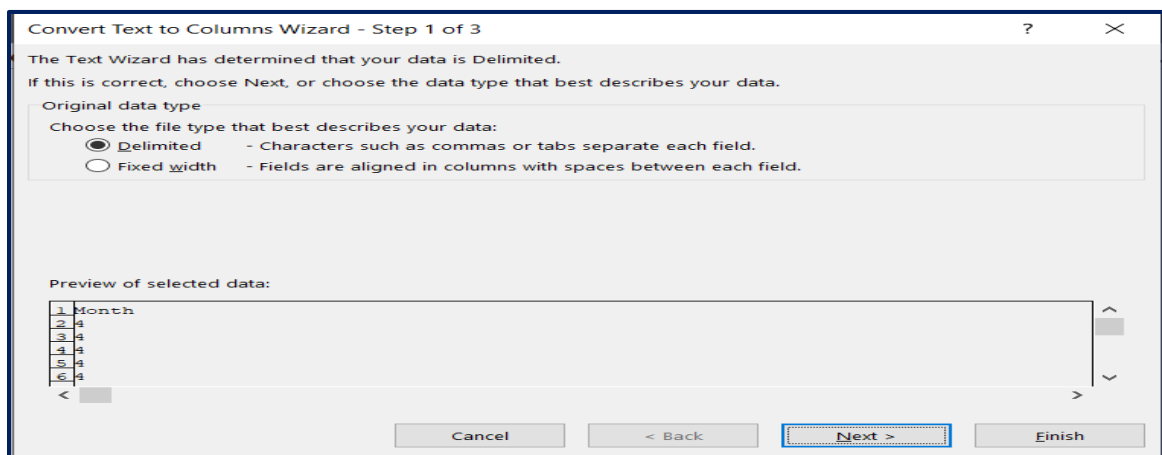 Convert Text to Columns Wizard - Step 1 of 3 ?
The Text Wizard has determined that your data is Delimited.
If this is correct, choose Next, or choose the data type that best describes your data.
Original data type
Choose the file type that best describes your data:
Delimited - Characters such as commas or tabs separate each field.
Fixed width - Fields are aligned in columns with spaces between each field.
Preview of selected data:
1 Month
2 4
3 4
4 4
5 4
6 4
Cancel < Back Next > Finish